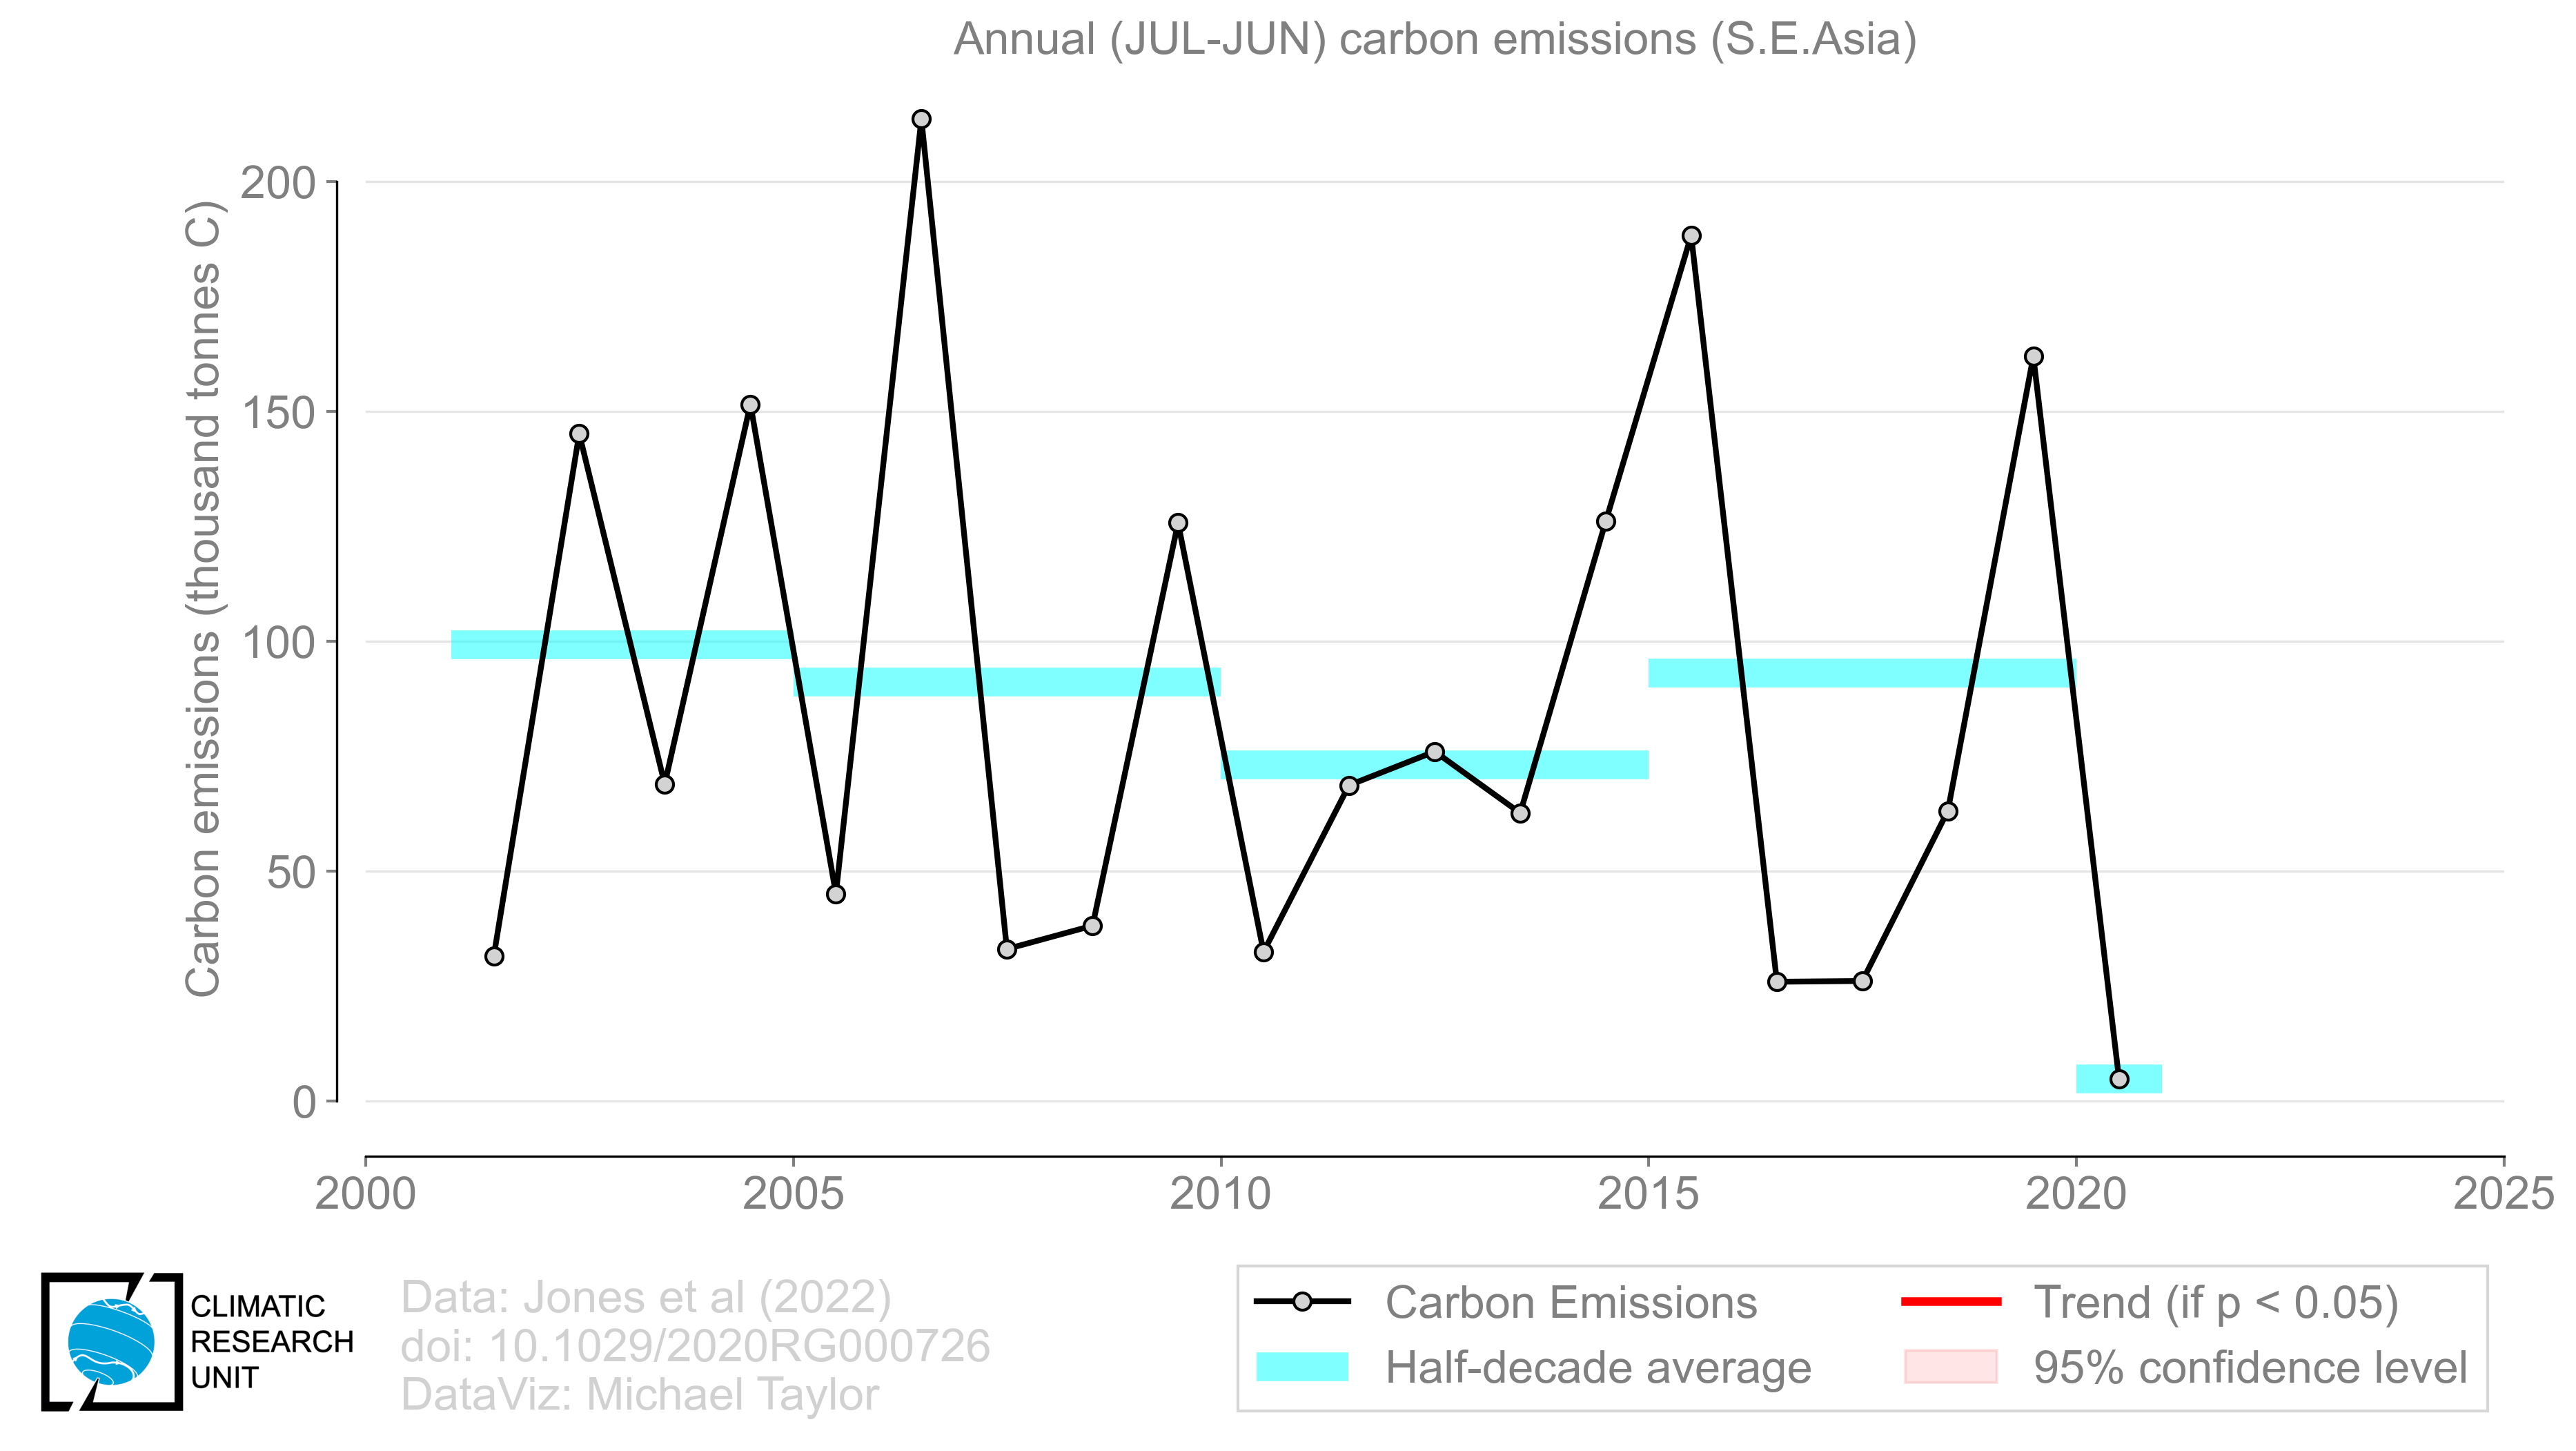 Annual (JUL-JUN) carbon emissions (S.E.Asia)
Carbon emissions (thousand tonnes C)
200
150
100
50
0
2000
2005
2010
2015
2020
2025
CLIMATIC
RESEARCH
UNIT
Data: Jones et al (2022)
doi: 10.1029/2020RG000726
DataViz: Michael Taylor
Carbon Emissions
Half-decade average
Trend (if p < 0.05)
95% confidence level